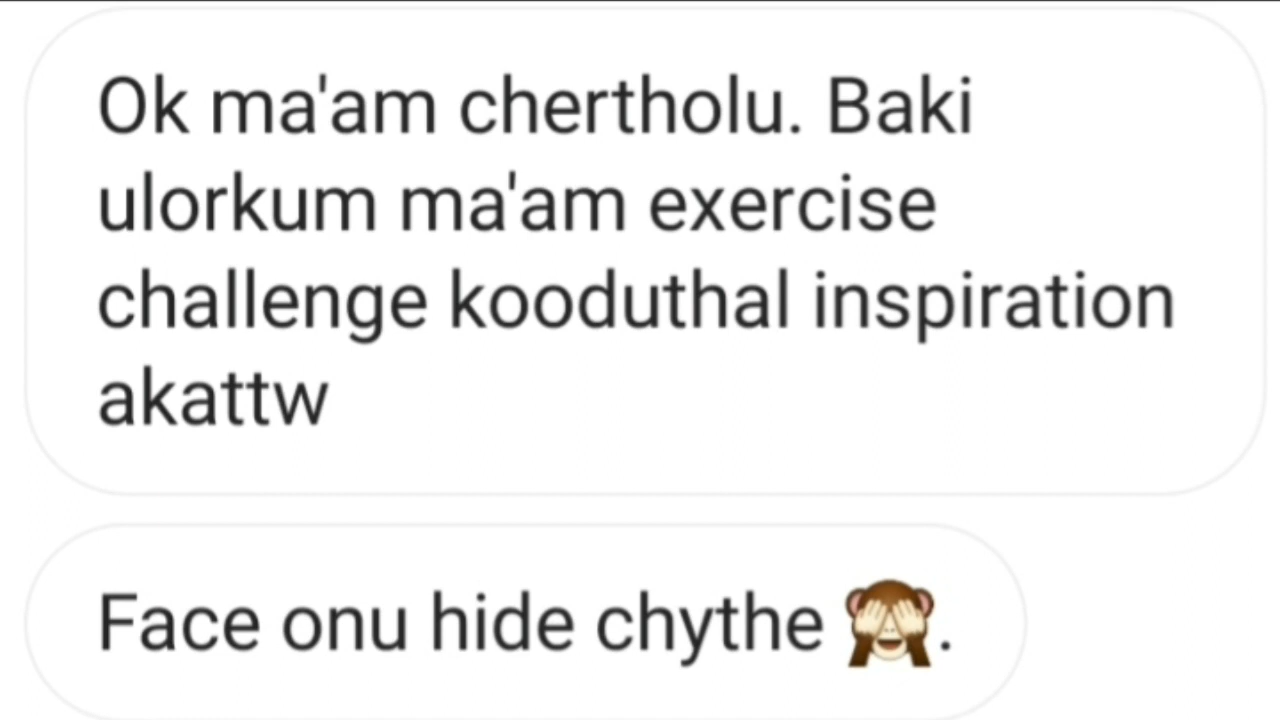 Ok ma'am chertholu. Baki
ulorkum ma'am exercise
challenge kooduthal inspiration
akattw
Face onu hide chythe 🙈.